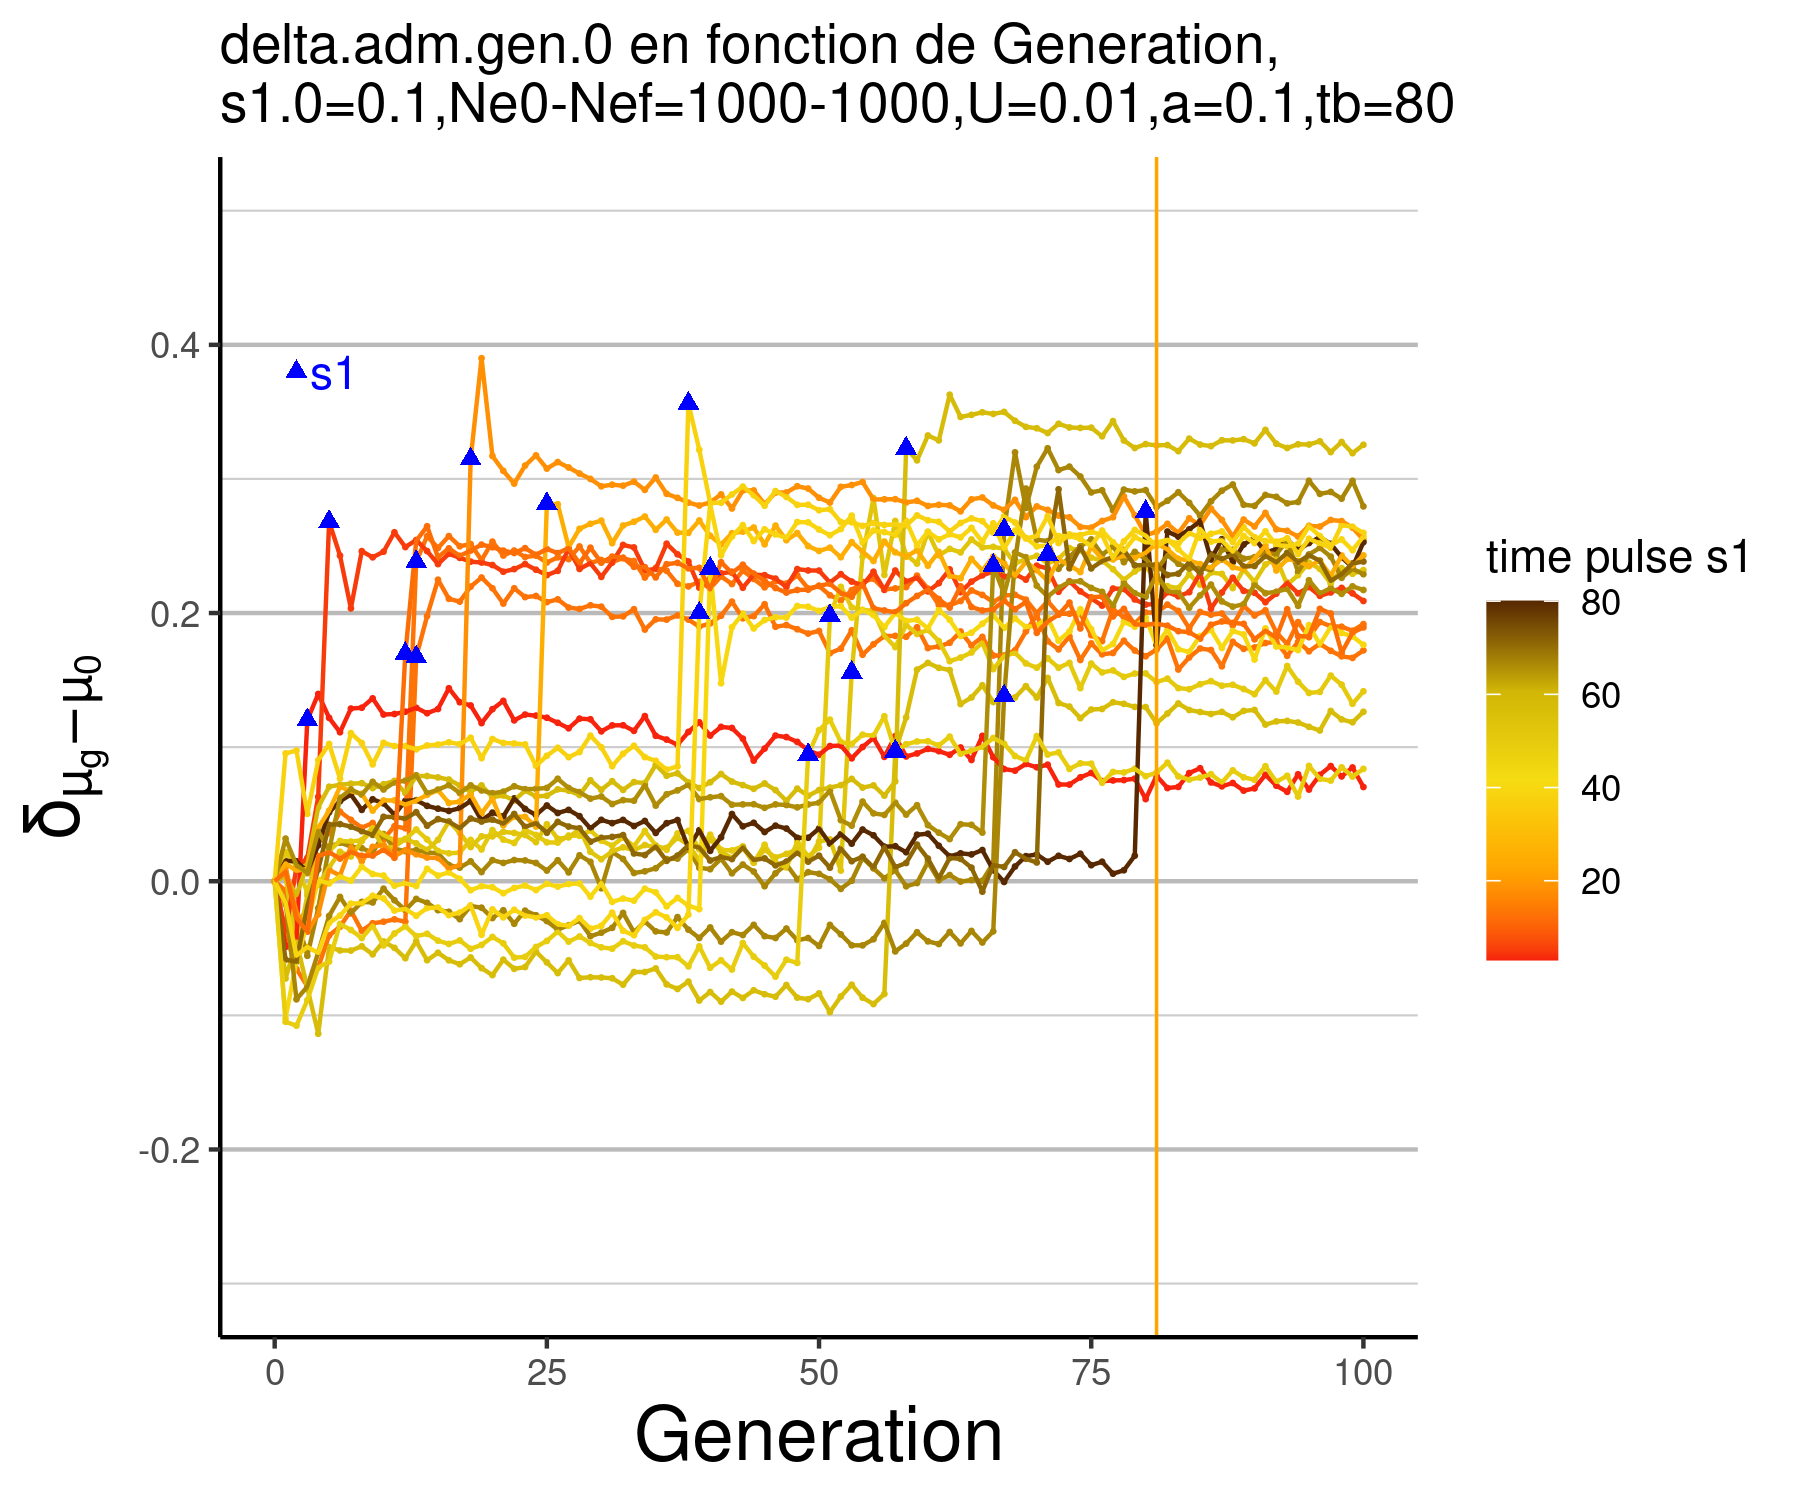 delta.adm.gen.0 en fonction de Generation,
s1.0=0.1,Ne0-Nef=1000-1000,U=0.01,a=0.1,tb=80
δμg−μ0
0.4
0.2
0.0
-0.2
s1
0
25
50
75
100
Generation
time pulse s1
80
60
40
20